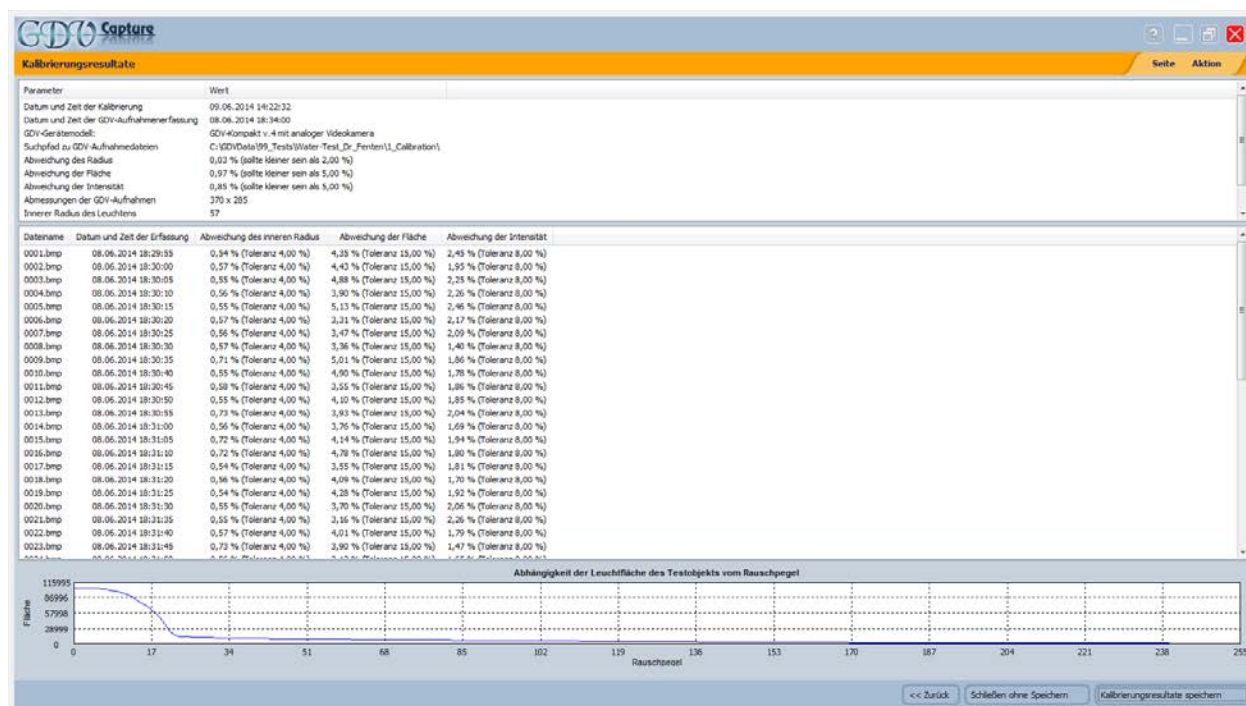 GDV Capture
Kalibrierungsresultate Seite Aktion
Parameter Wert
Datum und Zeit der Kalibrierung 09.06.2014 14:22:32
Datum und Zeit der GDV-Aufnahmenerfassung 08.06.2014 18:34:00
GDV-Gerätemodell: GDV-Kompakt v.4 mit analoger Videokamera
Suchpfad zu GDV-Aufnahmedateien C:\GDVData\99_Tests\Water-Test_Dr_Fenten\1_Calibration\
Abweichung des Radius 0,03 % (sollte kleiner sein als 2,00 %)
Abweichung der Fläche 0,97 % (sollte kleiner sein als 5,00 %)
Abweichung der Intensität 0,85 % (sollte kleiner sein als 5,00 %)
Abmessungen der GDV-Aufnahmen 370 x 285
Innerer Radius des Leuchtens 57
Dateiname Datum und Zeit der Erfassung Abweichung des inneren Radius Abweichung der Fläche Abweichung der Intensität
0001.bmp 08.06.2014 18:29:55 0,54 % (Toleranz 4,00 %) 4,35 % (Toleranz 15,00 %) 2,45 % (Toleranz 8,00 %)
0002.bmp 08.06.2014 18:30:00 0,57 % (Toleranz 4,00 %) 4,43 % (Toleranz 15,00 %) 1,95 % (Toleranz 8,00 %)
0003.bmp 08.06.2014 18:30:05 0,55 % (Toleranz 4,00 %) 4,88 % (Toleranz 15,00 %) 2,25 % (Toleranz 8,00 %)
0004.bmp 08.06.2014 18:30:10 0,56 % (Toleranz 4,00 %) 3,90 % (Toleranz 15,00 %) 2,26 % (Toleranz 8,00 %)
0005.bmp 08.06.2014 18:30:15 0,55 % (Toleranz 4,00 %) 5,13 % (Toleranz 15,00 %) 2,46 % (Toleranz 8,00 %)
0006.bmp 08.06.2014 18:30:20 0,57 % (Toleranz 4,00 %) 3,31 % (Toleranz 15,00 %) 2,17 % (Toleranz 8,00 %)
0007.bmp 08.06.2014 18:30:25 0,56 % (Toleranz 4,00 %) 3,47 % (Toleranz 15,00 %) 2,09 % (Toleranz 8,00 %)
0008.bmp 08.06.2014 18:30:30 0,57 % (Toleranz 4,00 %) 3,36 % (Toleranz 15,00 %) 1,40 % (Toleranz 8,00 %)
0009.bmp 08.06.2014 18:30:35 0,71 % (Toleranz 4,00 %) 5,01 % (Toleranz 15,00 %) 1,86 % (Toleranz 8,00 %)
0010.bmp 08.06.2014 18:30:40 0,55 % (Toleranz 4,00 %) 4,90 % (Toleranz 15,00 %) 1,78 % (Toleranz 8,00 %)
0011.bmp 08.06.2014 18:30:45 0,58 % (Toleranz 4,00 %) 3,55 % (Toleranz 15,00 %) 1,86 % (Toleranz 8,00 %)
0012.bmp 08.06.2014 18:30:50 0,55 % (Toleranz 4,00 %) 4,10 % (Toleranz 15,00 %) 1,85 % (Toleranz 8,00 %)
0013.bmp 08.06.2014 18:30:55 0,73 % (Toleranz 4,00 %) 3,93 % (Toleranz 15,00 %) 2,04 % (Toleranz 8,00 %)
0014.bmp 08.06.2014 18:31:00 0,56 % (Toleranz 4,00 %) 3,76 % (Toleranz 15,00 %) 1,69 % (Toleranz 8,00 %)
0015.bmp 08.06.2014 18:31:05 0,72 % (Toleranz 4,00 %) 4,14 % (Toleranz 15,00 %) 1,94 % (Toleranz 8,00 %)
0016.bmp 08.06.2014 18:31:10 0,72 % (Toleranz 4,00 %) 4,78 % (Toleranz 15,00 %) 1,80 % (Toleranz 8,00 %)
0017.bmp 08.06.2014 18:31:15 0,54 % (Toleranz 4,00 %) 3,55 % (Toleranz 15,00 %) 1,81 % (Toleranz 8,00 %)
0018.bmp 08.06.2014 18:31:20 0,56 % (Toleranz 4,00 %) 4,09 % (Toleranz 15,00 %) 1,70 % (Toleranz 8,00 %)
0019.bmp 08.06.2014 18:31:25 0,54 % (Toleranz 4,00 %) 4,28 % (Toleranz 15,00 %) 1,92 % (Toleranz 8,00 %)
0020.bmp 08.06.2014 18:31:30 0,55 % (Toleranz 4,00 %) 3,70 % (Toleranz 15,00 %) 2,06 % (Toleranz 8,00 %)
0021.bmp 08.06.2014 18:31:35 0,55 % (Toleranz 4,00 %) 3,16 % (Toleranz 15,00 %) 2,26 % (Toleranz 8,00 %)
0022.bmp 08.06.2014 18:31:40 0,57 % (Toleranz 4,00 %) 4,01 % (Toleranz 15,00 %) 1,79 % (Toleranz 8,00 %)
0023.bmp 08.06.2014 18:31:45 0,73 % (Toleranz 4,00 %) 3,90 % (Toleranz 15,00 %) 1,47 % (Toleranz 8,00 %)
Abhängigkeit der Leuchtfläche des Testobjekts vom Rauschpegel
115995
86996
57998
28999
0
Fläche
0 17 34 51 68 85 102 119 136 153 170 187 204 221 238 255
Rauschpegel
<< Zurück Schließen ohne Speichern Kalibrierungsresultate speichern